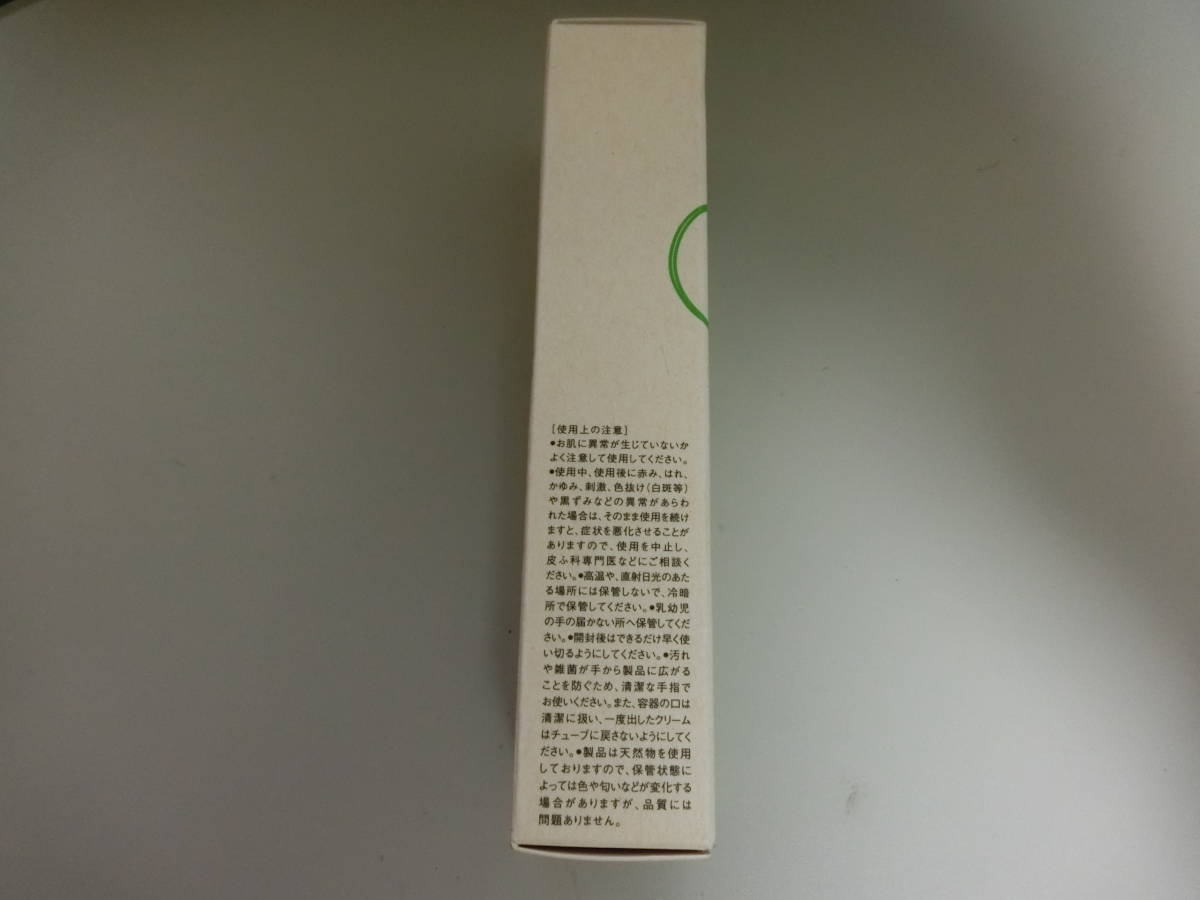 [使用上の注意]
●お肌に異常が生じていないか
よく注意して使用してください。
●使用中、使用後に赤み、はれ、
かゆみ、刺激、色抜け(白斑等)
や黒ずみなどの異常があらわ
れた場合は、そのまま使用を続け
ますと、症状を悪化させることが
ありますので、使用を中止し、
皮ふ科専門医などにご相談く
ださい。●高温や、直射日光のあた
る場所には保管しないで、冷暗
所で保管してください。●乳幼児
の手の届かない所へ保管してくだ
さい。●開封後はできるだけ早く使
い切るようにしてください。●汚れ
や雑菌が手から製品に広がる
ことを防ぐため、清潔な手指で
お使いください。また、容器の口は
清潔に扱い、一度出したクリーム
はチューブに戻さないようにしてく
ださい。●製品は天然物を使用
しておりますので、保管状態に
よっては色や匂いなどが変化する
場合がありますが、品質には
問題ありません。